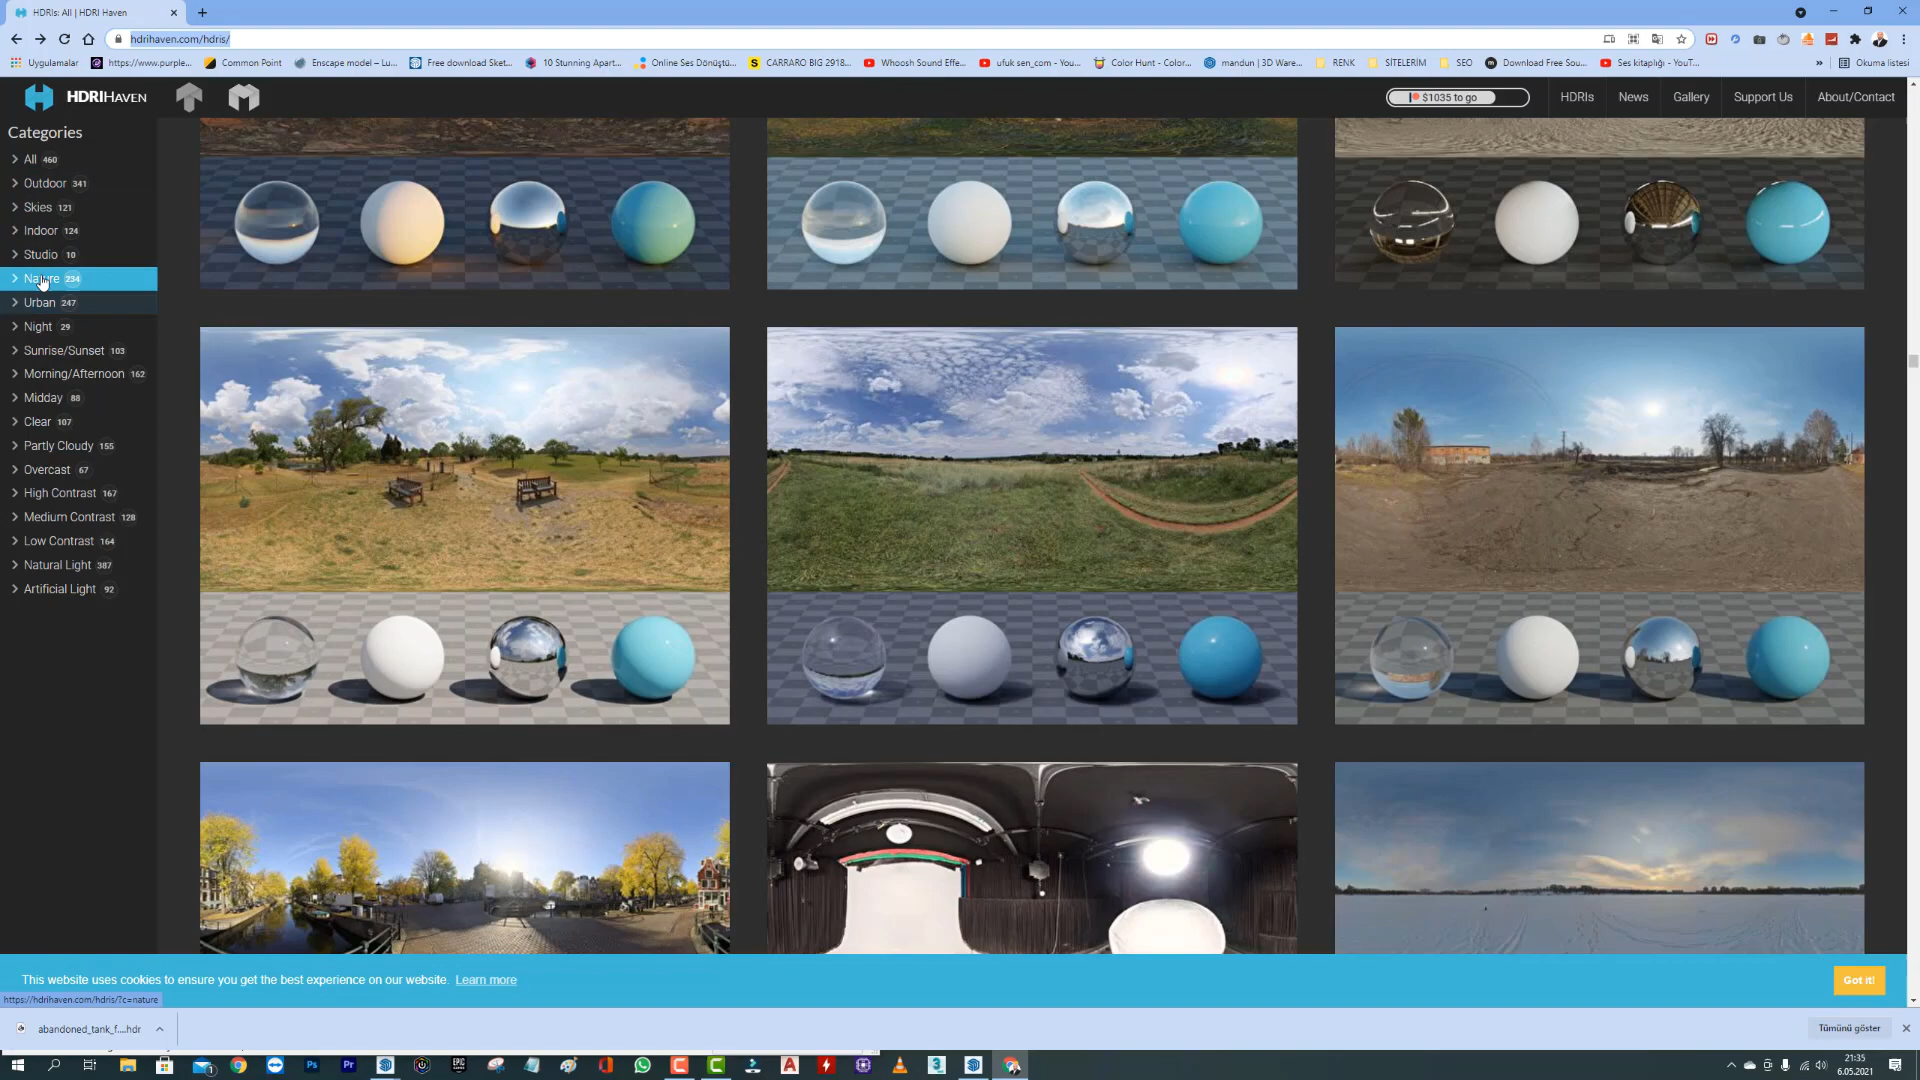 HDRIs: All | HDRI Haven
hdrihaven.com/hdris/
Uygulamalar
https://www.purple...
Common Point
Enscape model – Lu...
Free download Sket...
10 Stunning Apart...
Online Ses Dönüştü...
CARRARO BIG 2918...
Whoosh Sound Effe...
ufuk sen_com - You...
Color Hunt - Color...
mandun | 3D Ware...
RENK
SİTELERİM
SEO
Download Free Sou...
Ses kitaplığı - YouT...
Okuma listesi
HDRIHAVEN
$1035 to go
HDRIs
News
Gallery
Support Us
About/Contact
Categories
All 460
Outdoor 341
Skies 121
Indoor 124
Studio 10
Nature 234
Urban 247
Night 29
Sunrise/Sunset 103
Morning/Afternoon 162
Midday 88
Clear 107
Partly Cloudy 155
Overcast 67
High Contrast 167
Medium Contrast 128
Low Contrast 164
Natural Light 387
Artificial Light 92
This website uses cookies to ensure you get the best experience on our website. Learn more
Got it!
https://hdrihaven.com/hdris/?c=nature
abandoned_tank_f....hdr
Tümünü göster
21:35
6.05.2021